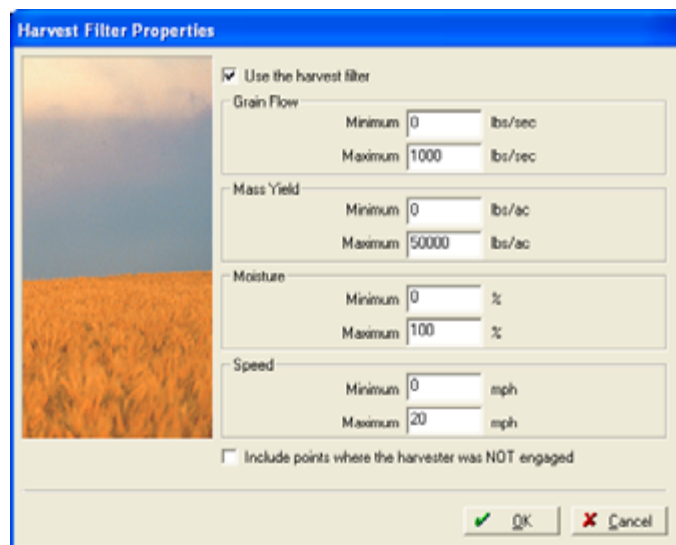 Harvest Filter Properties
Use the harvest filter
Grain Flow
Minimum 0 lbs/sec
Maximum 1000 lbs/sec
Mass Yield
Minimum 0 lbs/ac
Maximum 50000 lbs/ac
Moisture
Minimum 0 %
Maximum 100 %
Speed
Minimum 0 mph
Maximum 20 mph
Include points where the harvester was NOT engaged
OK Cancel